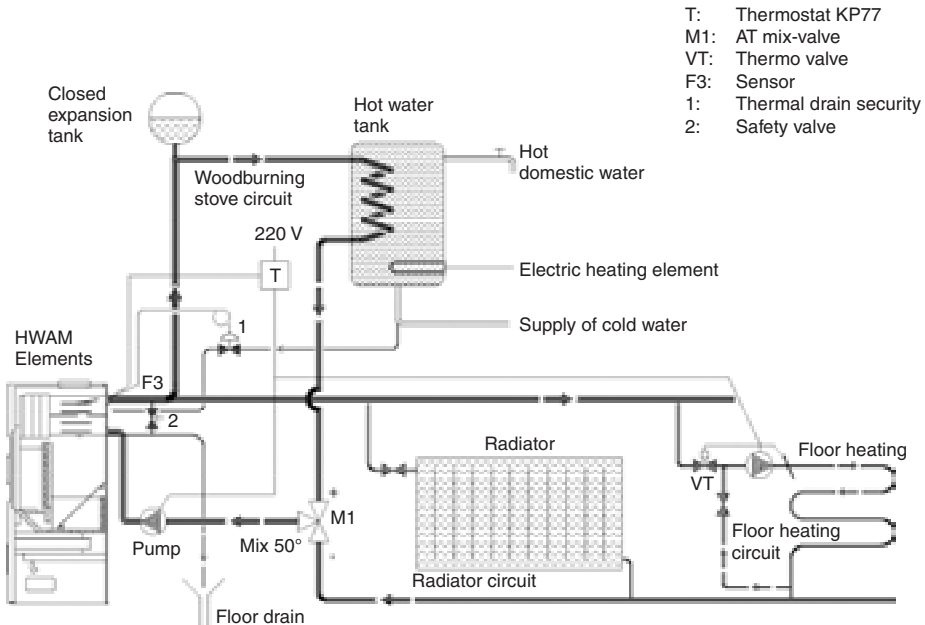 T: Thermostat KP77
M1: AT mix-valve
VT: Thermo valve
F3: Sensor
1: Thermal drain security
2: Safety valve
Closed
expansion
tank
Hot water
tank
Hot
domestic water
Woodburning
stove circuit
220 V
T
Electric heating element
1
Supply of cold water
HWAM
Elements
F3
2
Radiator
Floor heating
VT
+
M1
Pump
Mix 50°
-
Floor heating
circuit
Radiator circuit
Floor drain